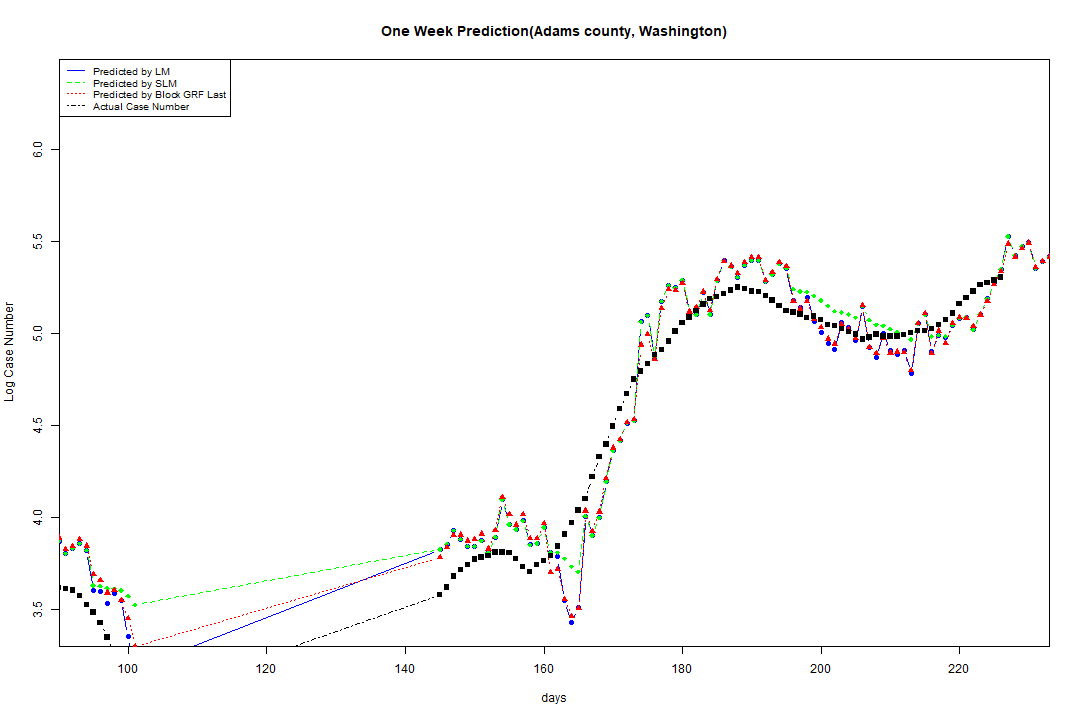 One Week Prediction(Adams county, Washington)
Predicted by LM
Predicted by SLM
Predicted by Block GRF Last
Actual Case Number
6.0
5.5
5.0
4.5
4.0
3.5
Log Case Number
100 120 140 160 180 200 220
days